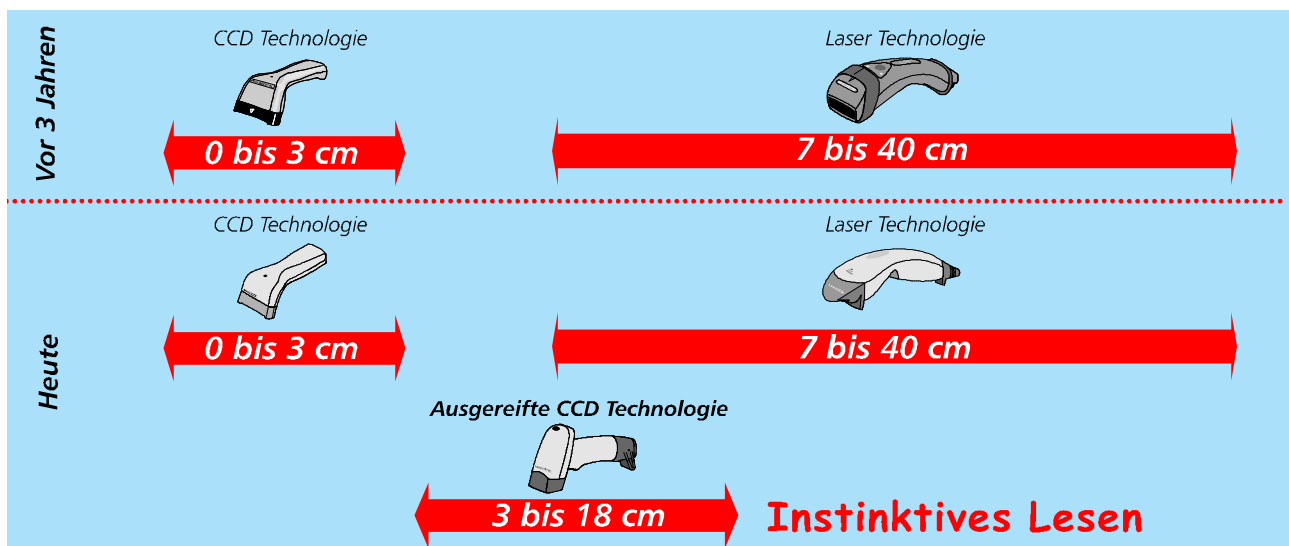 Vor 3 Jahren
CCD Technologie
Laser Technologie
0 bis 3 cm
7 bis 40 cm
Heute
CCD Technologie
Laser Technologie
0 bis 3 cm
7 bis 40 cm
Ausgereifte CCD Technologie
3 bis 18 cm
Instinktives Lesen